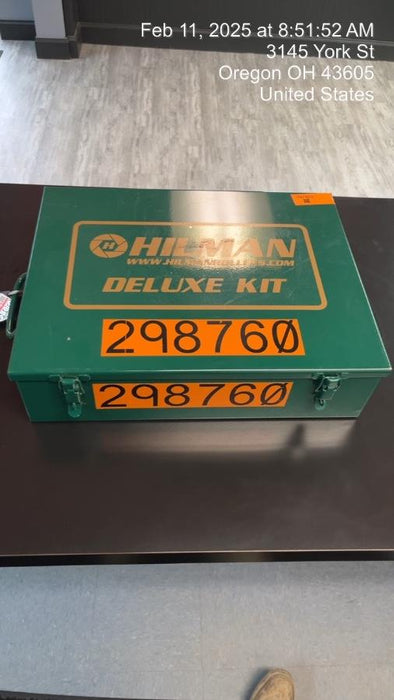 Feb 11, 2025 at 8:51:52 AM
3145 York St
Oregon OH 43605
United States
HILMAN
WWW.HILMANROLLERS.COM
DELUXE KIT
298760
298760